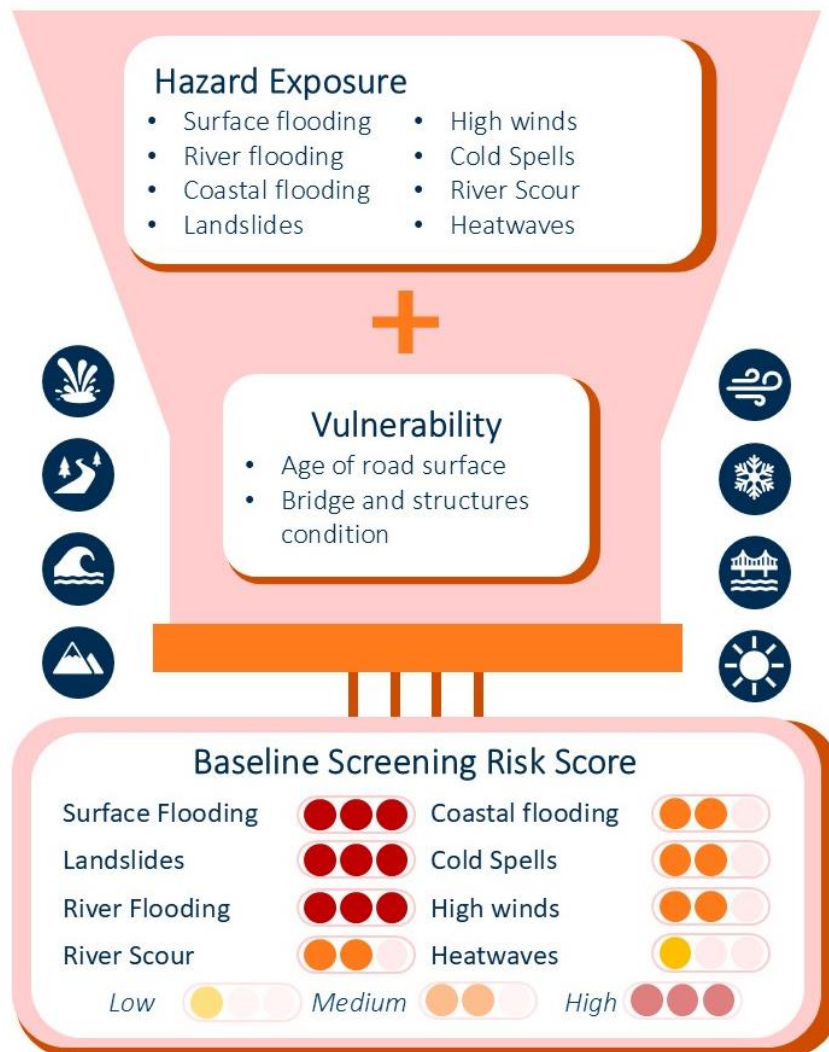 Hazard Exposure
• Surface flooding
• River flooding
• Coastal flooding
• Landslides
• High winds
• Cold Spells
• River Scour
• Heatwaves
+
Vulnerability
• Age of road surface
• Bridge and structures
condition
Baseline Screening Risk Score
Surface Flooding
Landslides
River Flooding
River Scour
Coastal flooding
Cold Spells
High winds
Heatwaves
Low Medium High